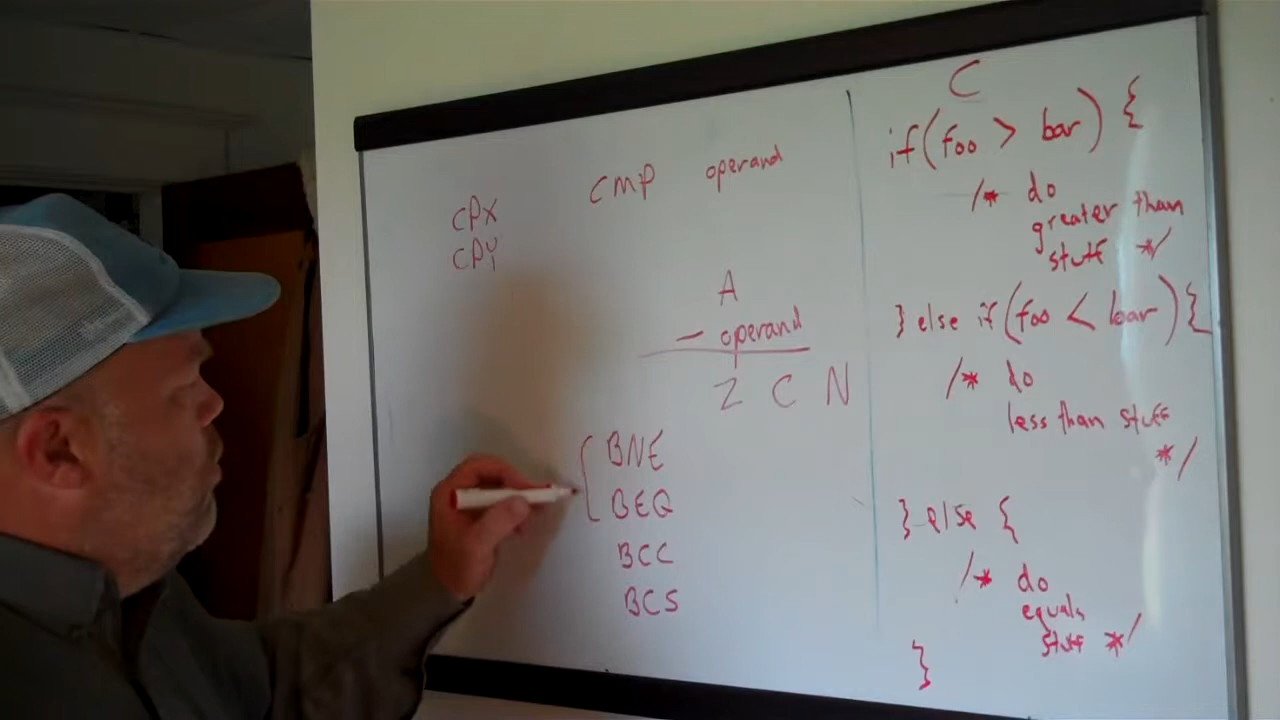 CMP operand
CPX
CPY
A
- operand
Z C N
BNE
BEQ
BCC
BCS
C
if (foo > bar) {
/* do
greater than
stuff */
} else if (foo < bar) {
/* do
less than stuff
*/
} else {
/* do
equals
stuff */
}